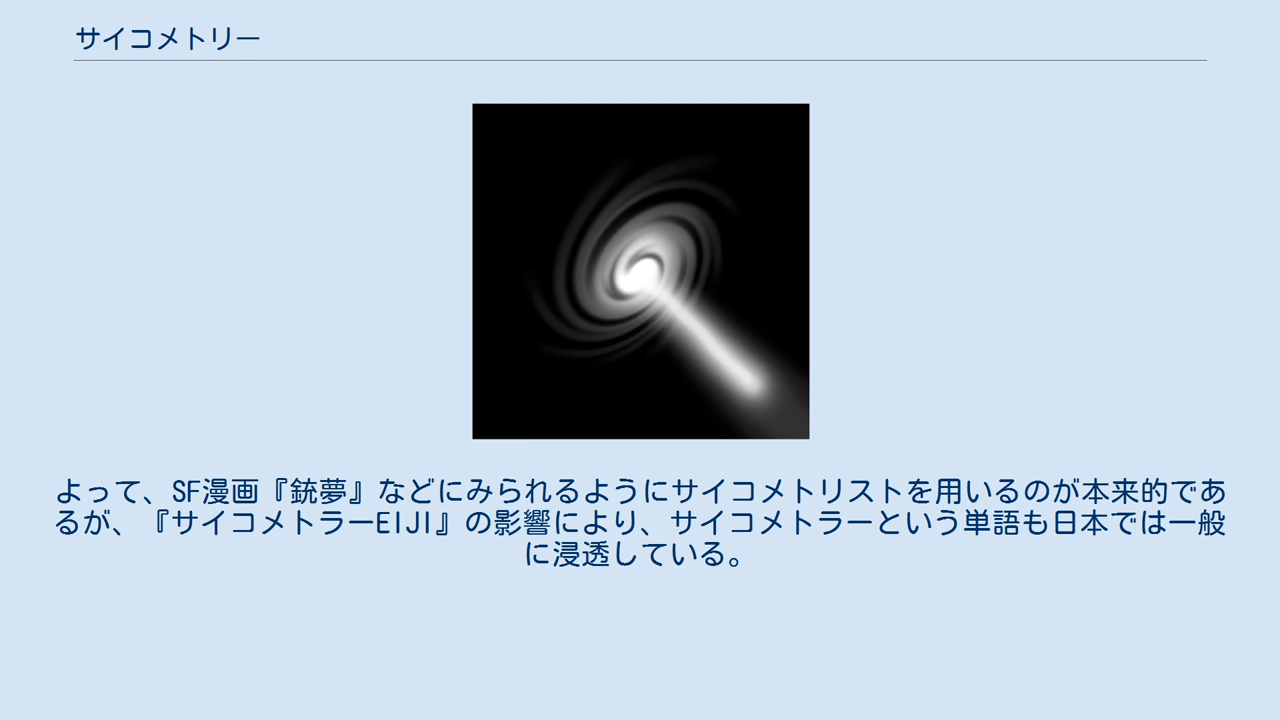 サイコメトリー
よって、SF漫画『銃夢』などにみられるようにサイコメトリストを用いるのが本来的であ
るが、『サイコメトラーEIJI』の影響により、サイコメトラーという単語も日本では一般
に浸透している。